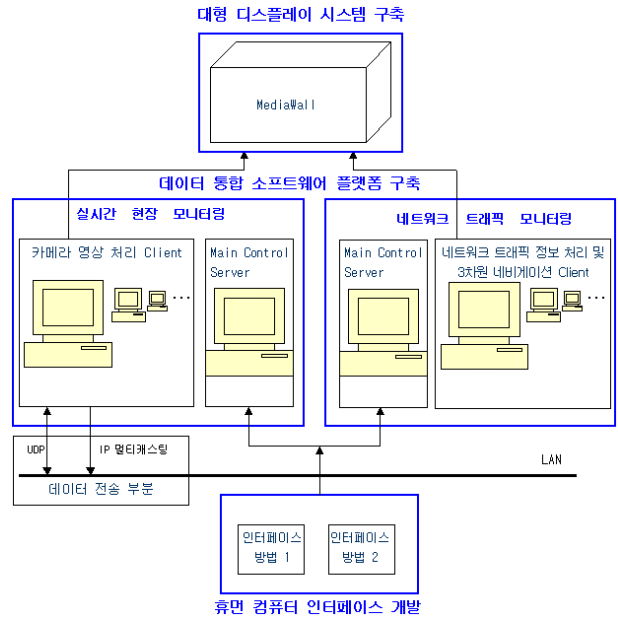 대형 디스플레이 시스템 구축
MediaWall
데이터 통합 소프트웨어 플랫폼 구축
실시간 현장 모니터링
카메라 영상 처리 Client
Main Control
Server
네트워크 트래픽 모니터링
Main Control
Server
네트워크 트래픽 정보 처리 및
3차원 네비게이션 Client
UDP
IP 멀티캐스팅
데이터 전송 부분
LAN
인터페이스
방법 1
인터페이스
방법 2
휴먼 컴퓨터 인터페이스 개발